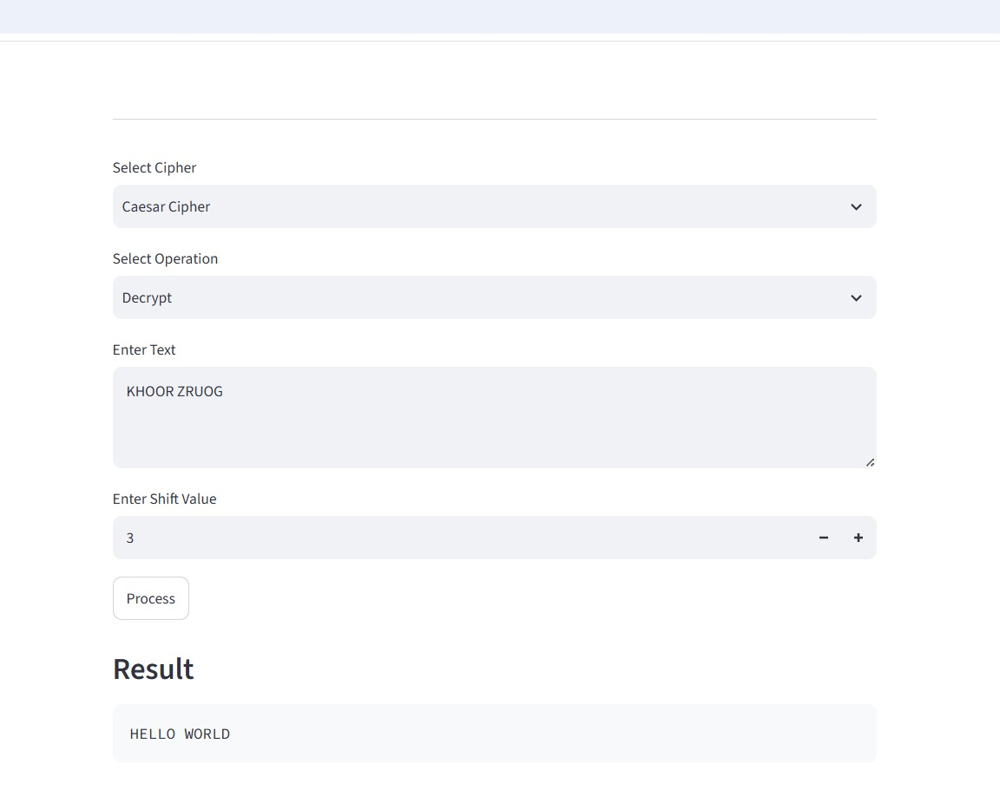 Select Cipher
Caesar Cipher
Select Operation
Decrypt
Enter Text
KHOOR ZRUOG
Enter Shift Value
3
Process
Result
HELLO WORLD